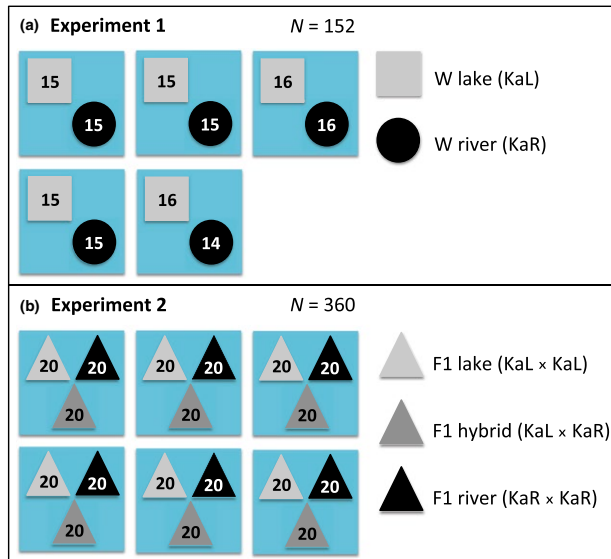 (a) Experiment 1 N = 152
15 15 16
15 15 16
W lake (KaL)
W river (KaR)
15 16
15 14
(b) Experiment 2 N = 360
20 20 20 20 20 20
20 20 20
F1 lake (KaL × KaL)
F1 hybrid (KaL × KaR)
20 20 20 20 20 20
20 20 20
F1 river (KaR × KaR)